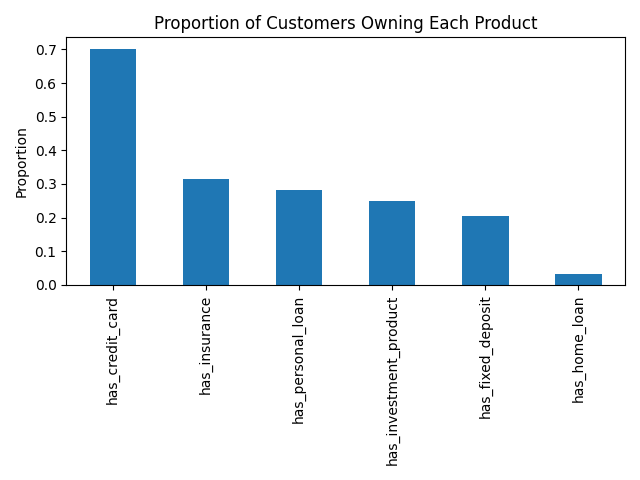 Proportion of Customers Owning Each Product
Proportion
0.7
0.6
0.5
0.4
0.3
0.2
0.1
0.0
has_credit_card
has_insurance
has_personal_loan
has_investment_product
has_fixed_deposit
has_home_loan